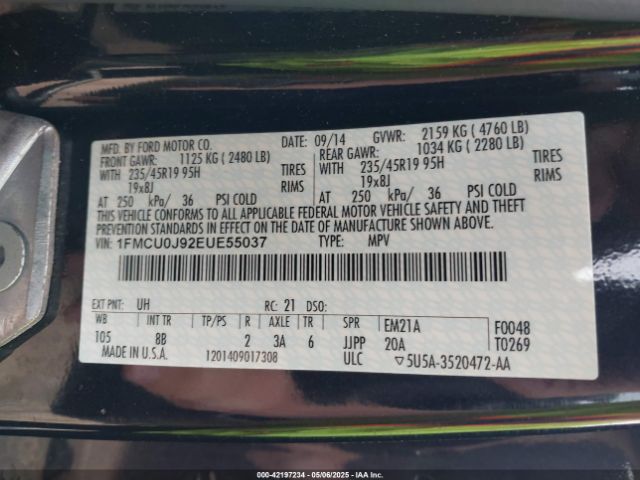 MFD. BY FORD MOTOR CO. DATE: 09/14 GVWR: 2159 KG ( 4760 LB)
FRONT GAWR: 1125 KG ( 2480 LB) REAR GAWR: 1034 KG ( 2280 LB)
WITH 235/45R19 95H TIRES WITH 235/45R19 95H TIRES
19x8J RIMS 19x8J RIMS
AT 250 kPa/ 36 PSI COLD AT 250 kPa/ 36 PSI COLD
THIS VEHICLE CONFORMS TO ALL APPLICABLE FEDERAL MOTOR VEHICLE SAFETY AND THEFT
PREVENTION STANDARDS IN EFFECT ON THE DATE OF MANUFACTURE SHOWN ABOVE.
VIN: 1FMCU0J92EUE55037 TYPE: MPV
EXT PNT: UH RC: 21 DSO:
WB INT TR TP/PS R AXLE TR SPR EM21A F0048
105 8B 2 3A 6 JJPP 20A T0269
MADE IN U.S.A. 1201409017308 ULC 5U5A-3520472-AA
000-42197234 - 05/06/2025 - IAA Inc.